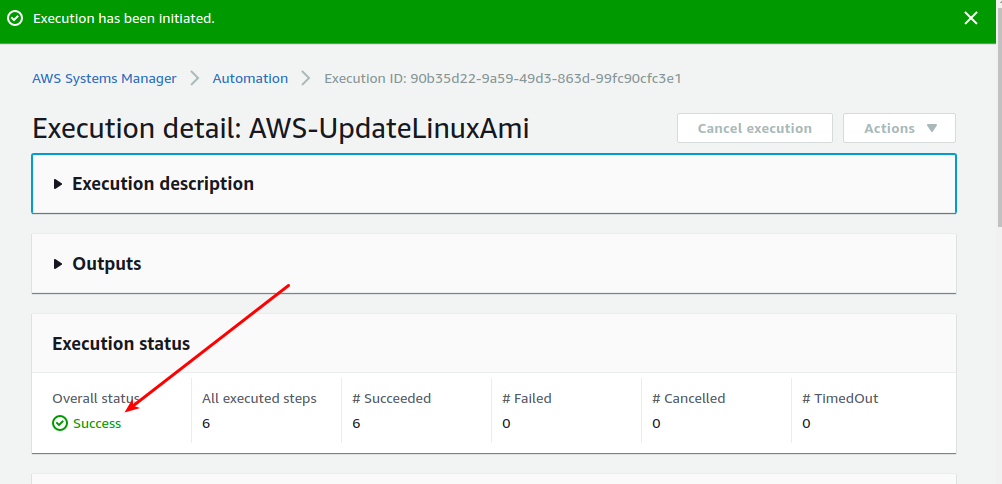 Execution has been initiated.
AWS Systems Manager > Automation > Execution ID: 90b35d22-9a59-49d3-863d-99fc90cfc3e1
Execution detail: AWS-UpdateLinuxAmi
Cancel execution
Actions
Execution description
Outputs
Execution status
Overall status
Success
All executed steps
6
# Succeeded
6
# Failed
0
# Cancelled
0
# TimedOut
0